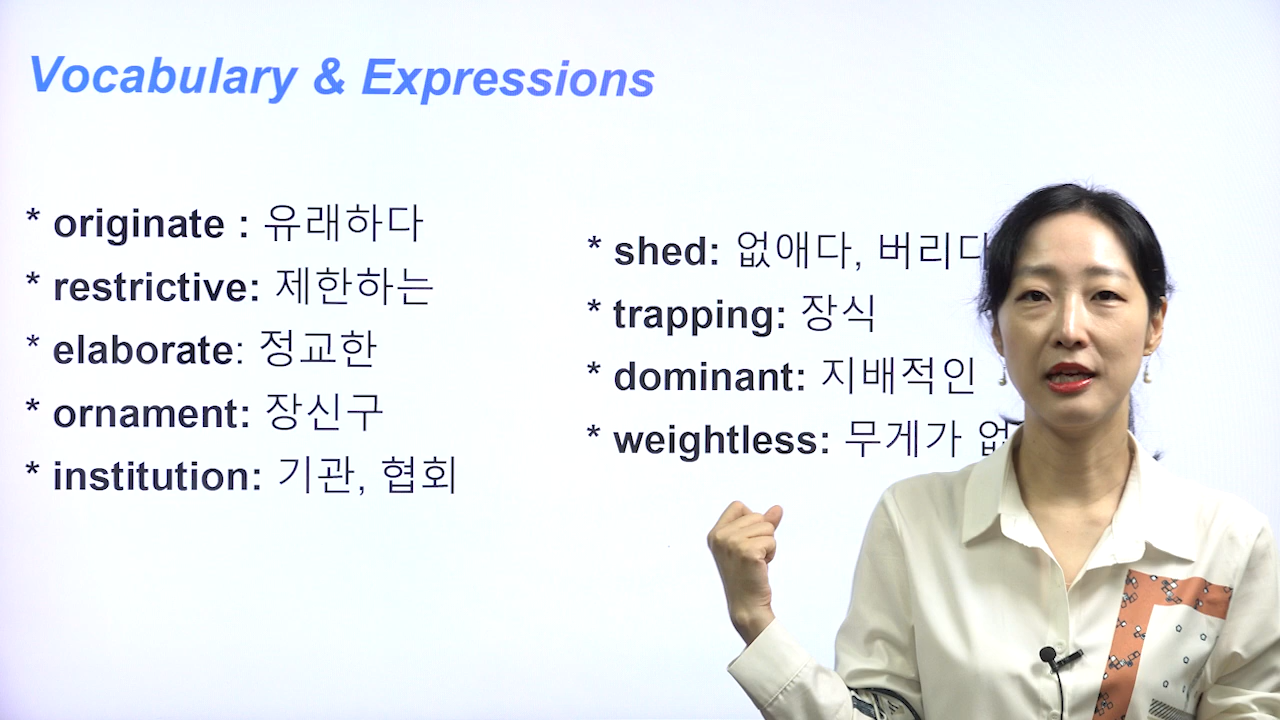 Vocabulary & Expressions
* originate : 유래하다
* restrictive: 제한하는
* elaborate: 정교한
* ornament: 장신구
* institution: 기관, 협회
* shed: 없애다, 버리다
* trapping: 장식
* dominant: 지배적인
* weightless: 무게가